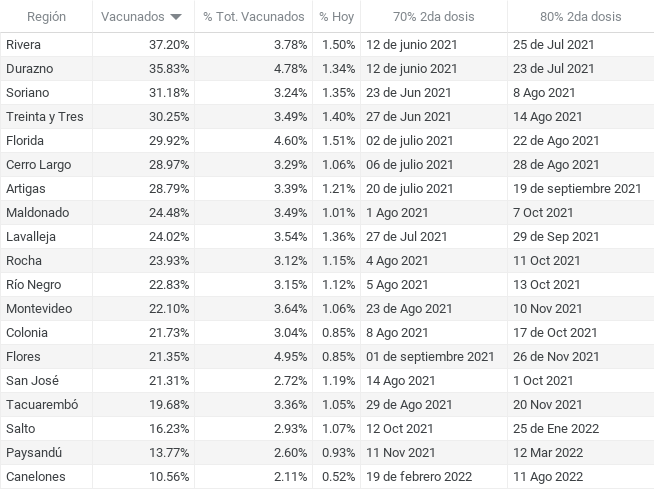 Región Vacunados % Tot. Vacunados % Hoy 70% 2da dosis 80% 2da dosis
Rivera 37.20% 3.78% 1.50% 12 de junio 2021 25 de Jul 2021
Durazno 35.83% 4.78% 1.34% 12 de junio 2021 23 de Jul 2021
Soriano 31.18% 3.24% 1.35% 23 de Jun 2021 8 Ago 2021
Treinta y Tres 30.25% 3.49% 1.40% 27 de Jun 2021 14 Ago 2021
Florida 29.92% 4.60% 1.51% 02 de julio 2021 22 de Ago 2021
Cerro Largo 28.97% 3.29% 1.06% 06 de julio 2021 28 de Ago 2021
Artigas 28.79% 3.39% 1.21% 20 de julio 2021 19 de septiembre 2021
Maldonado 24.48% 3.49% 1.01% 1 Ago 2021 7 Oct 2021
Lavalleja 24.02% 3.54% 1.36% 27 de Jul 2021 29 de Sep 2021
Rocha 23.93% 3.12% 1.15% 4 Ago 2021 11 Oct 2021
Río Negro 22.83% 3.15% 1.12% 5 Ago 2021 13 Oct 2021
Montevideo 22.10% 3.64% 1.06% 23 de Ago 2021 10 Nov 2021
Colonia 21.73% 3.04% 0.85% 8 Ago 2021 17 de Oct 2021
Flores 21.35% 4.95% 0.85% 01 de septiembre 2021 26 de Nov 2021
San José 21.31% 2.72% 1.19% 14 Ago 2021 1 Oct 2021
Tacuarembó 19.68% 3.36% 1.05% 29 de Ago 2021 20 Nov 2021
Salto 16.23% 2.93% 1.07% 12 Oct 2021 25 de Ene 2022
Paysandú 13.77% 2.60% 0.93% 11 Nov 2021 12 Mar 2022
Canelones 10.56% 2.11% 0.52% 19 de febrero 2022 11 Ago 2022